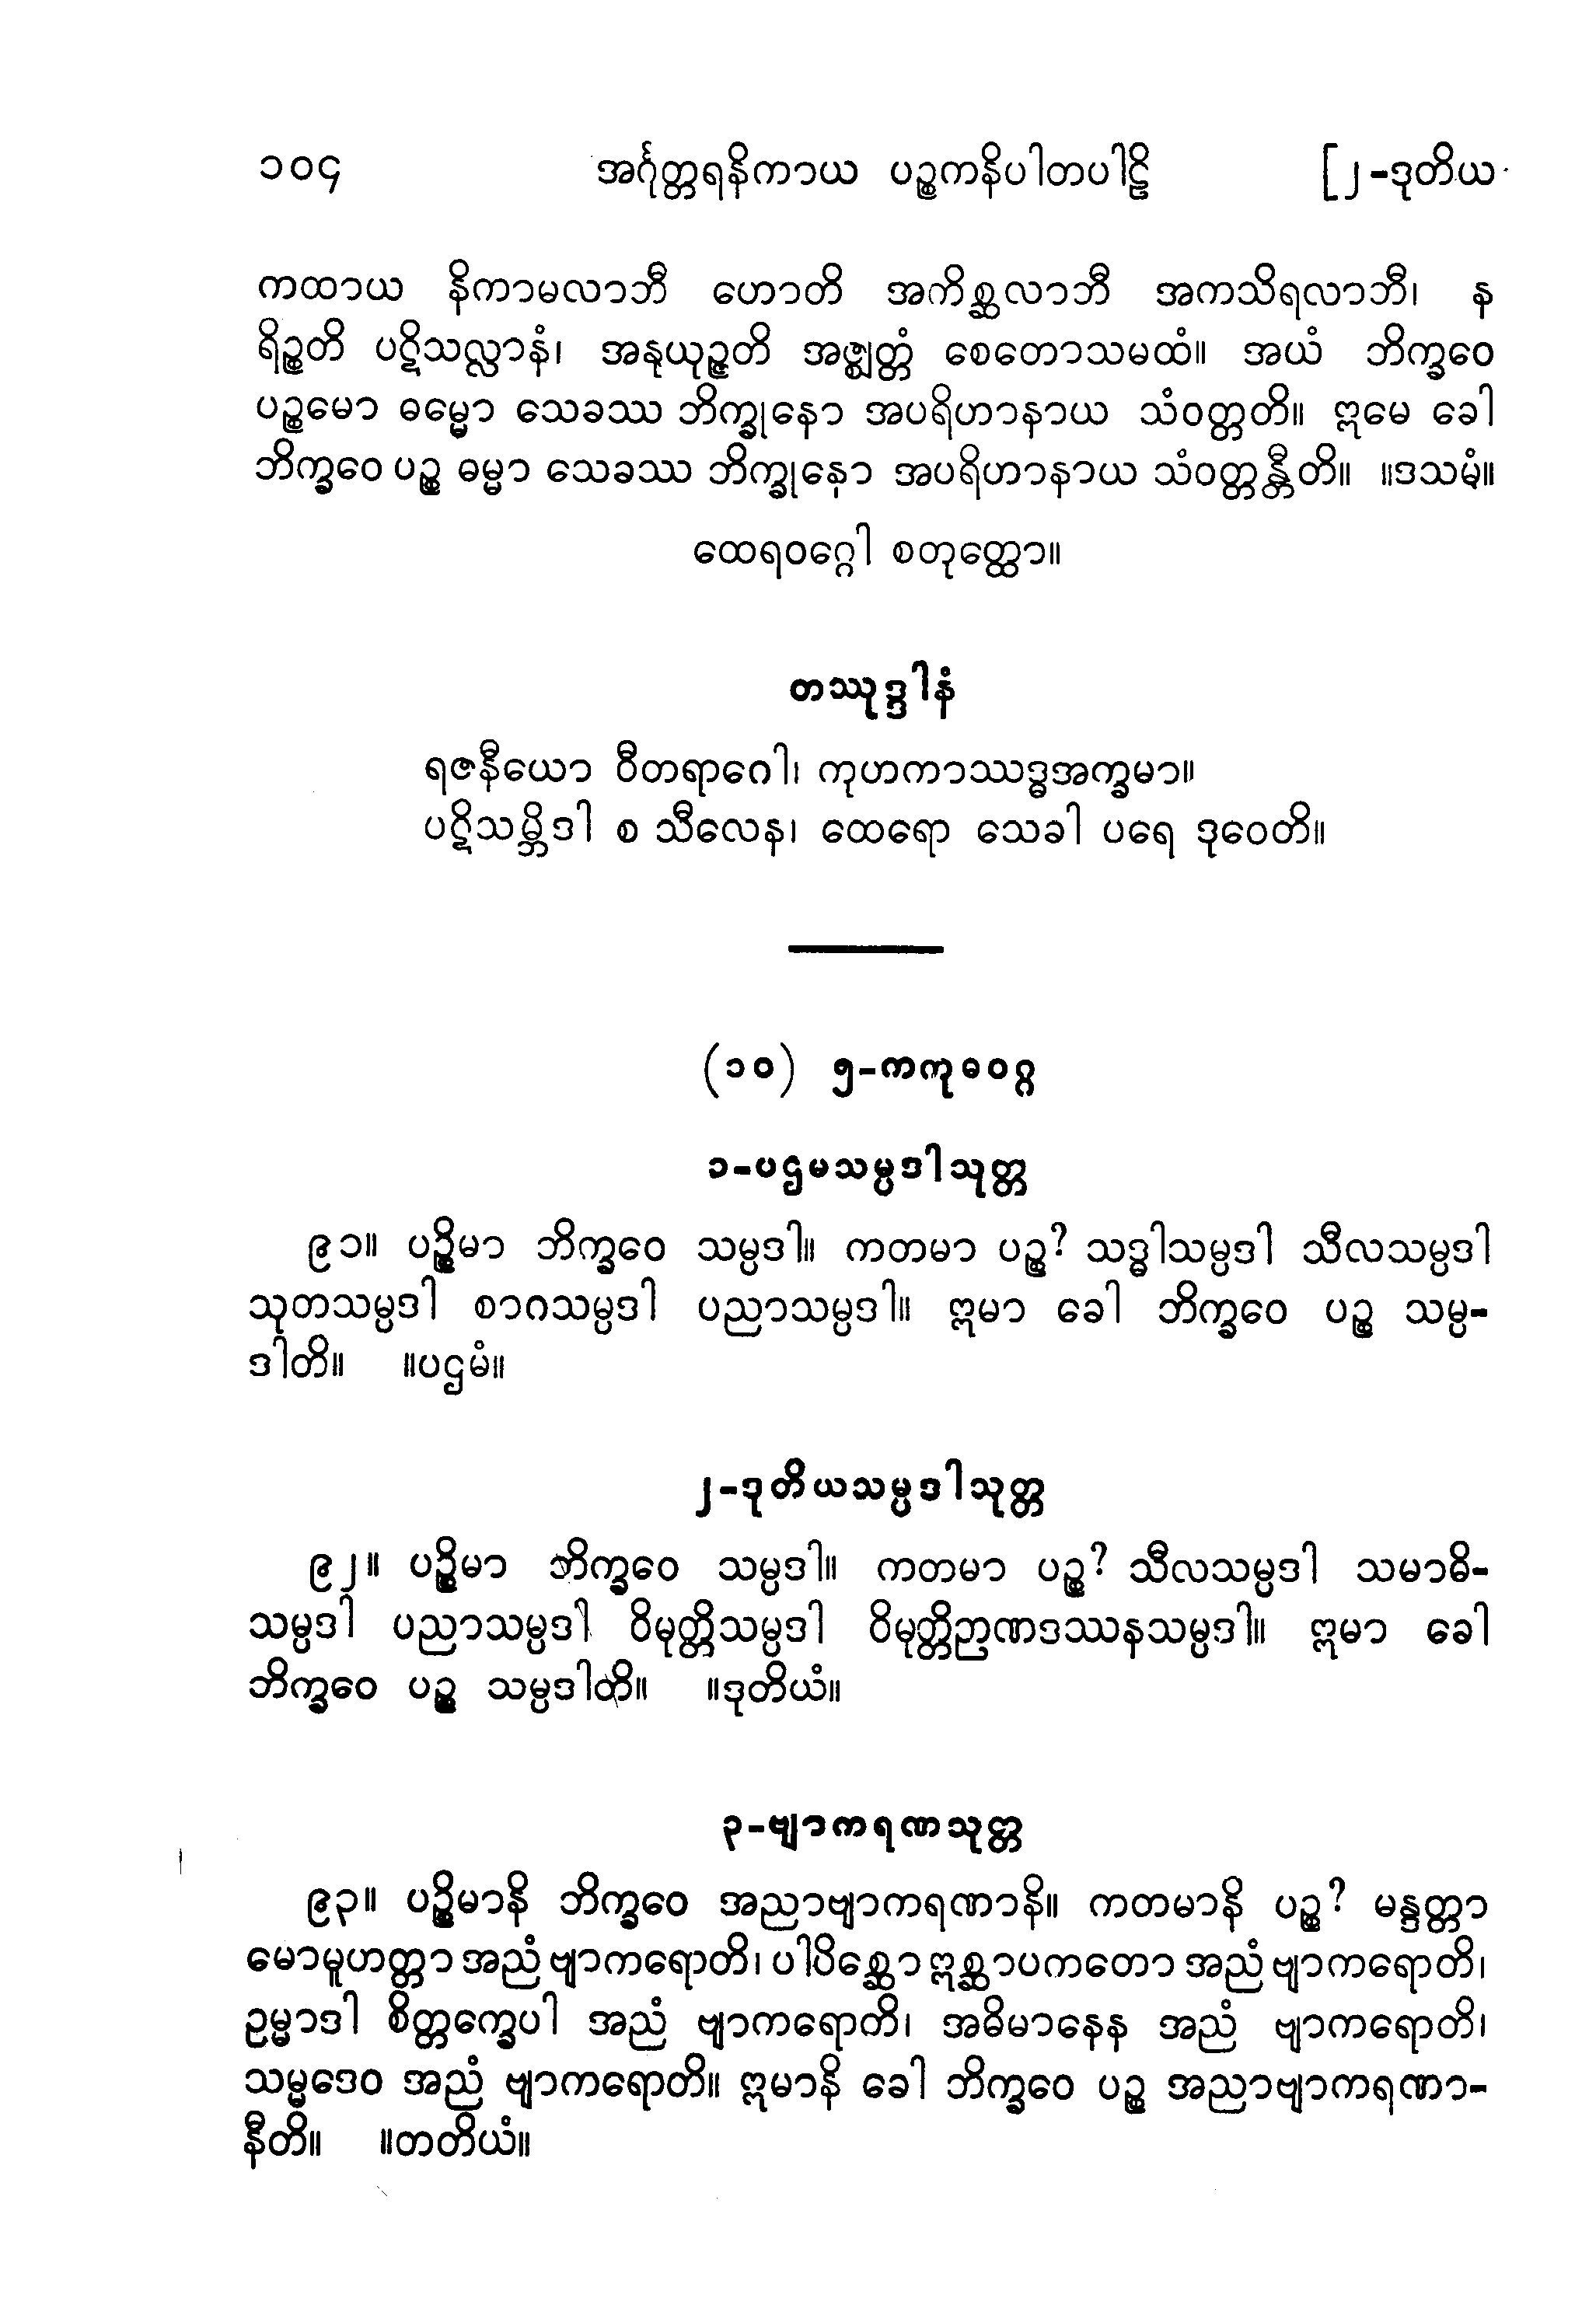 ၁၀၄ အင်္ဂုတ္တရနိကာယ ပဉ္စကနိပါတပါဠိ [၂-ဒုတိယ
ကထာယ နိကာမလာဘီ ဟောတိ အကိစ္ဆလာဘီ အကသိရလာဘီ၊ န
ရိဉ္စတိ ပဋိသလ္လာနံ၊ အနုယုဉ္ဇတိ အဇ္ဈတ္တံ စေတောသမထံ။ အယံ ဘိက္ခဝေ
ပဉ္စမော ဓမ္မော သေခဿ ဘိက္ခုနော အပရိဟာနာယ သံဝတ္တတိ။ ဣမေ ခေါ
ဘိက္ခဝေ ပဉ္စ ဓမ္မာ သေခဿ ဘိက္ခုနော အပရိဟာနာယ သံဝတ္တန္တီတိ။ ။ဒသမံ။
ထေရဝဂ္ဂေါ စတုတ္ထော။
တဿုဒ္ဒါနံ
ရဇနီယော ဝီတရာဂေါ၊ ကုဟကာဿဒ္ဓအက္ခမာ။
ပဋိသမ္ဘိဒါ စ သီလေန၊ ထေရော သေခါ ပရေ ဒုဝေတိ။
(၁၀) ၅-ကကုဓဝဂ္ဂ
၁-ပဌမသမ္ပဒါသုတ္တ
၉၁။ ပဉ္စိမာ ဘိက္ခဝေ သမ္ပဒါ။ ကတမာ ပဉ္စ? သဒ္ဓါသမ္ပဒါ သီလသမ္ပဒါ
သုတသမ္ပဒါ စာဂသမ္ပဒါ ပညာသမ္ပဒါ။ ဣမာ ခေါ ဘိက္ခဝေ ပဉ္စ သမ္ပ-
ဒါတိ။ ။ပဌမံ။
၂-ဒုတိယသမ္ပဒါသုတ္တ
၉၂။ ပဉ္စိမာ ဘိက္ခဝေ သမ္ပဒါ။ ကတမာ ပဉ္စ? သီလသမ္ပဒါ သမာဓိ-
သမ္ပဒါ ပညာသမ္ပဒါ ဝိမုတ္တိသမ္ပဒါ ဝိမုတ္တိဉာဏဒဿနသမ္ပဒါ။ ဣမာ ခေါ
ဘိက္ခဝေ ပဉ္စ သမ္ပဒါတိ။ ။ဒုတိယံ။
၃-ဗျာကရဏသုတ္တ
၉၃။ ပဉ္စိမာနိ ဘိက္ခဝေ အညာဗျာကရဏာနိ။ ကတမာနိ ပဉ္စ? မန္ဒတ္တာ
မောမူဟတ္တာ အညံ ဗျာကရောတိ၊ ပါပိစ္ဆော ဣစ္ဆာပကတော အညံ ဗျာကရောတိ၊
ဥမ္မာဒါ စိတ္တက္ခေပါ အညံ ဗျာကရောတိ၊ အဓိမာနေန အညံ ဗျာကရောတိ၊
သမ္မဒေဝ အညံ ဗျာကရောတိ။ ဣမာနိ ခေါ ဘိက္ခဝေ ပဉ္စ အညာဗျာကရဏာ-
နီတိ။ ။တတိယံ။